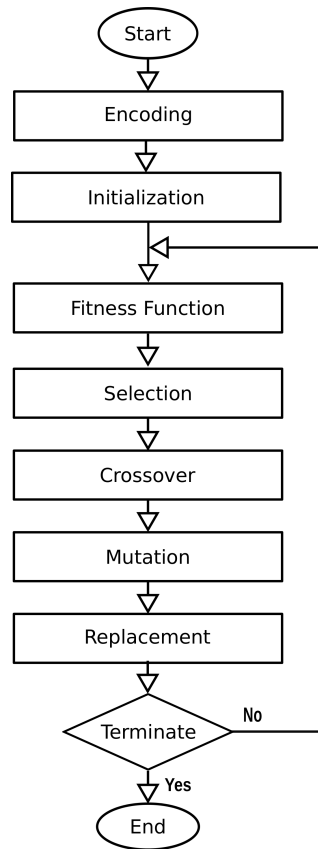 Start
Encoding
Initialization
Fitness Function
Selection
Crossover
Mutation
Replacement
Terminate
No
Yes
End